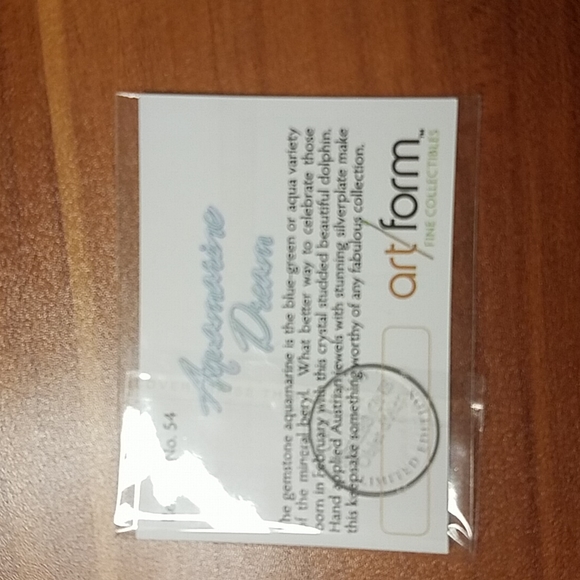 No. 54
Aquamarine
Dream
he gemstone aquamarine is the blue-green or aqua variety
of the mineral beryl. What better way to celebrate those
born in February with this crystal studded beautiful dolphin.
Hand applied Austrian jewels with stunning silverplate make
this keepsake something worthy of any fabulous collection.
art/form™
FINE COLLECTIBLES
LIMITED EDITION